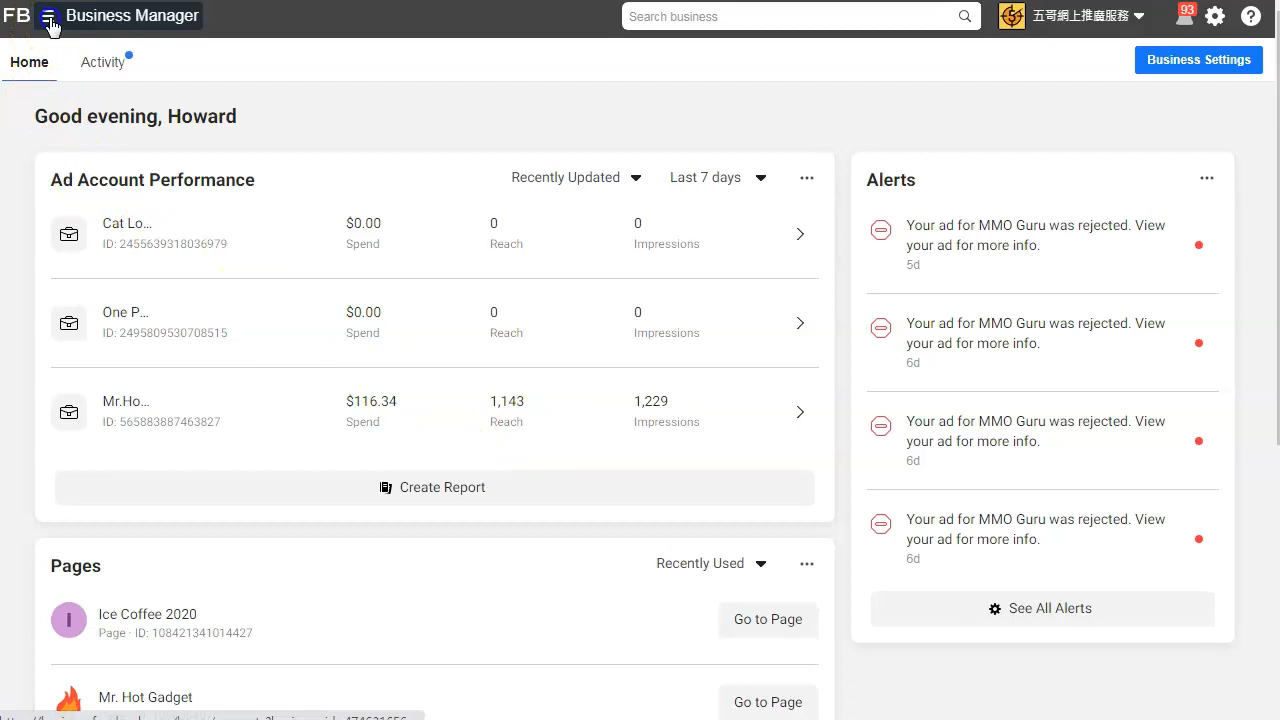 FB Business Manager
Search business
五哥網上推廣服務
93
Home
Activity
Business Settings
Good evening, Howard
Ad Account Performance
Recently Updated
Last 7 days
Cat Lo...
ID: 2455639318036979
$0.00
Spend
0
Reach
0
Impressions
One P...
ID: 2495809530708515
$0.00
Spend
0
Reach
0
Impressions
Mr.Ho...
ID: 565883887463827
$116.34
Spend
1,143
Reach
1,229
Impressions
Create Report
Alerts
Your ad for MMO Guru was rejected. View
your ad for more info.
5d
Your ad for MMO Guru was rejected. View
your ad for more info.
6d
Your ad for MMO Guru was rejected. View
your ad for more info.
6d
Your ad for MMO Guru was rejected. View
your ad for more info.
6d
See All Alerts
Pages
Recently Used
I
Ice Coffee 2020
Page · ID: 108421341014427
Go to Page
Mr. Hot Gadget
Go to Page